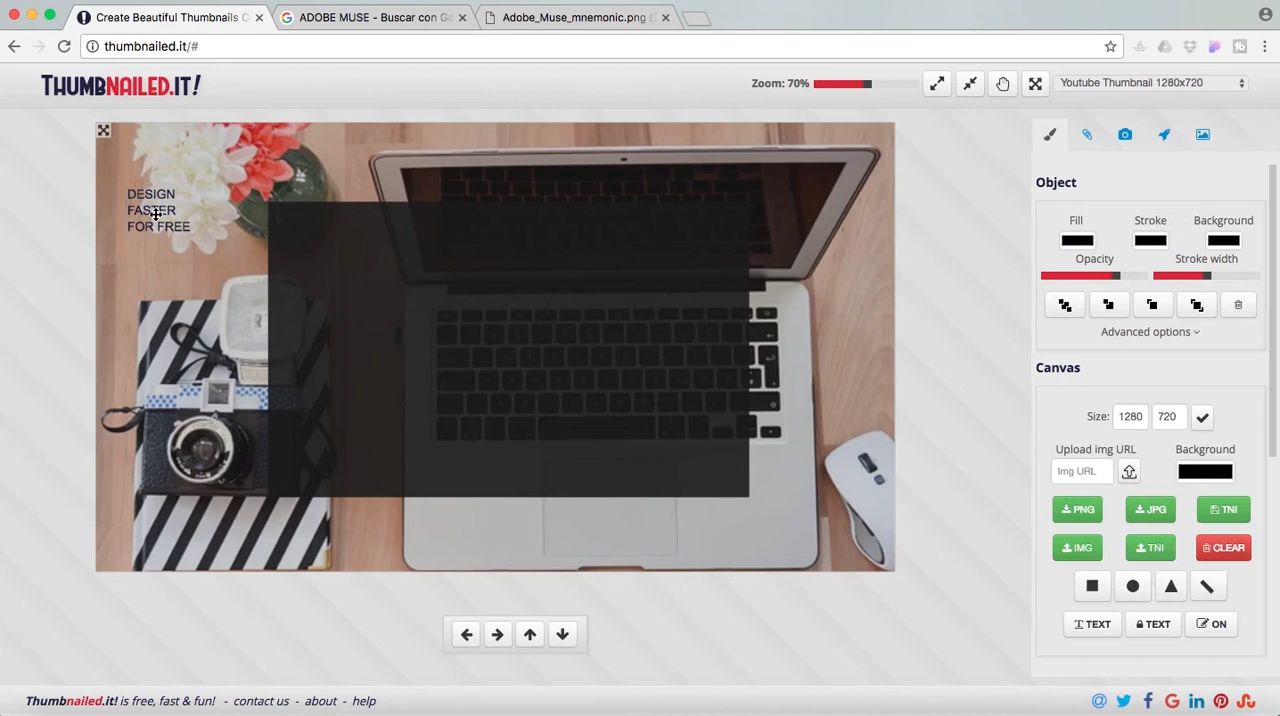 Create Beautiful Thumbnails O
ADOBE MUSE - Buscar con Go
Adobe_Muse_mnemonic.png (2
thumbnailed.it/#
THUMBNAILED.IT!
Zoom: 70%
Youtube Thumbnail 1280x720
DESIGN
FASTER
FOR FREE
Object
Fill
Stroke
Background
Opacity
Stroke width
Advanced options
Canvas
Size: 1280 720
Upload img URL
Background
Img URL
PNG
JPG
TNI
IMG
TNI
CLEAR
TEXT
TEXT
ON
Thumbnailed.it! is free, fast & fun! - contact us - about - help